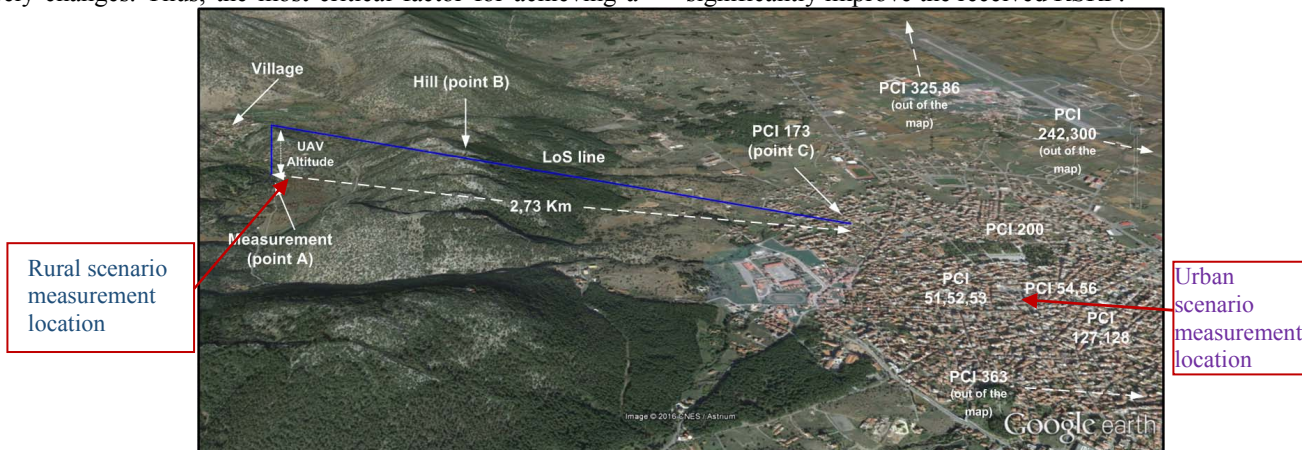 ely changes. Thus, the most critical factor for achieving a
significantly improve the received RSRP.
Village
Hill (point B)
UAV
Altitude
LoS line
2,73 Km
Measurement
(point A)
PCI 173
(point C)
PCI 325,86
(out of the
map)
PCI
242,300
(out of the
map)
PCI 200
PCI
51,52,53
PCI 54,56
PCI
127,128
PCI 363
(out of the
map)
Image © 2016 CNES / Astrium
Google earth
Rural scenario
measurement
location
Urban
scenario
measurement
location